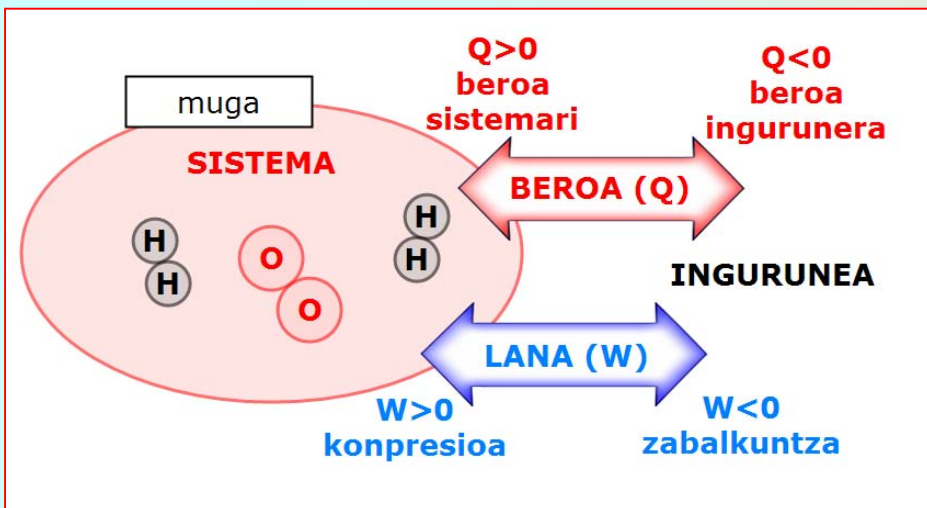 muga
SISTEMA
H
H
O
O
H
H
Q>0
beroa
sistemari
Q<0
beroa
ingurunera
BEROA (Q)
INGURUNEA
LANA (W)
W>0
konpresioa
W<0
zabalkuntza